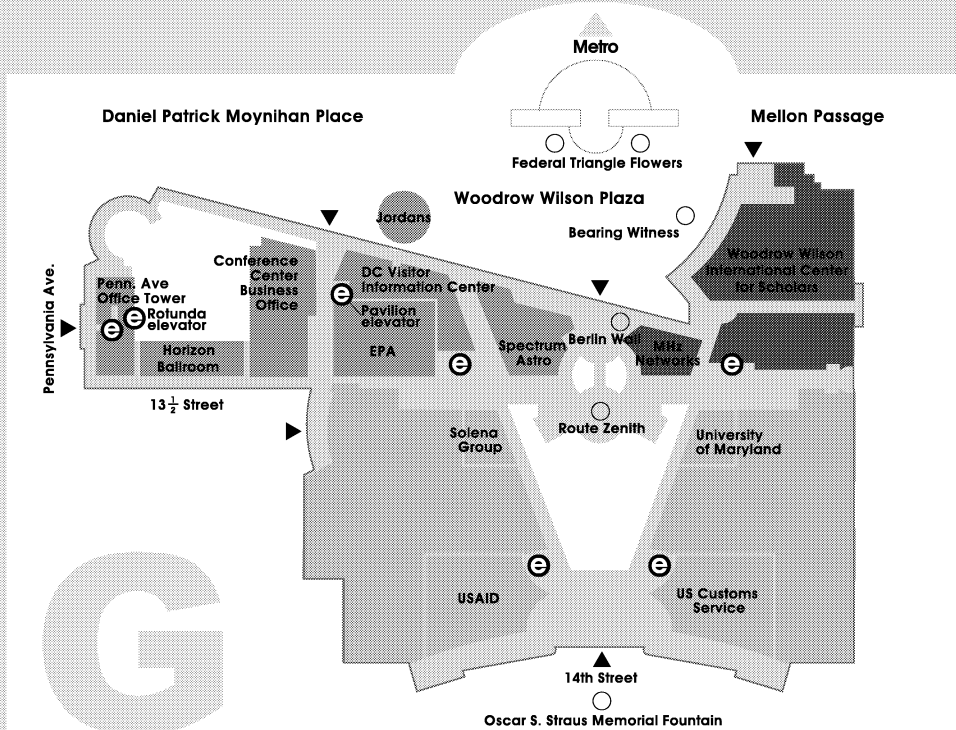 Metro
Daniel Patrick Moynihan Place
Mellon Passage
Federal Triangle Flowers
Woodrow Wilson Plaza
Jordans
Bearing Witness
Woodrow Wilson
International Center
for Scholars
Conference
Center
Business
Office
DC Visitor
Information Center
Pennsylvania Ave.
Penn. Ave
Office Tower
e
Rotunda
elevator
e
e
Pavilion
elevator
Berlin Wall
Horizon
Ballroom
EPA
e
Spectrum
Astro
MHz
Networks
e
13 1/2 Street
Route Zenith
Solena
Group
University
of Maryland
e
e
USAID
US Customs
Service
G
14th Street
Oscar S. Straus Memorial Fountain